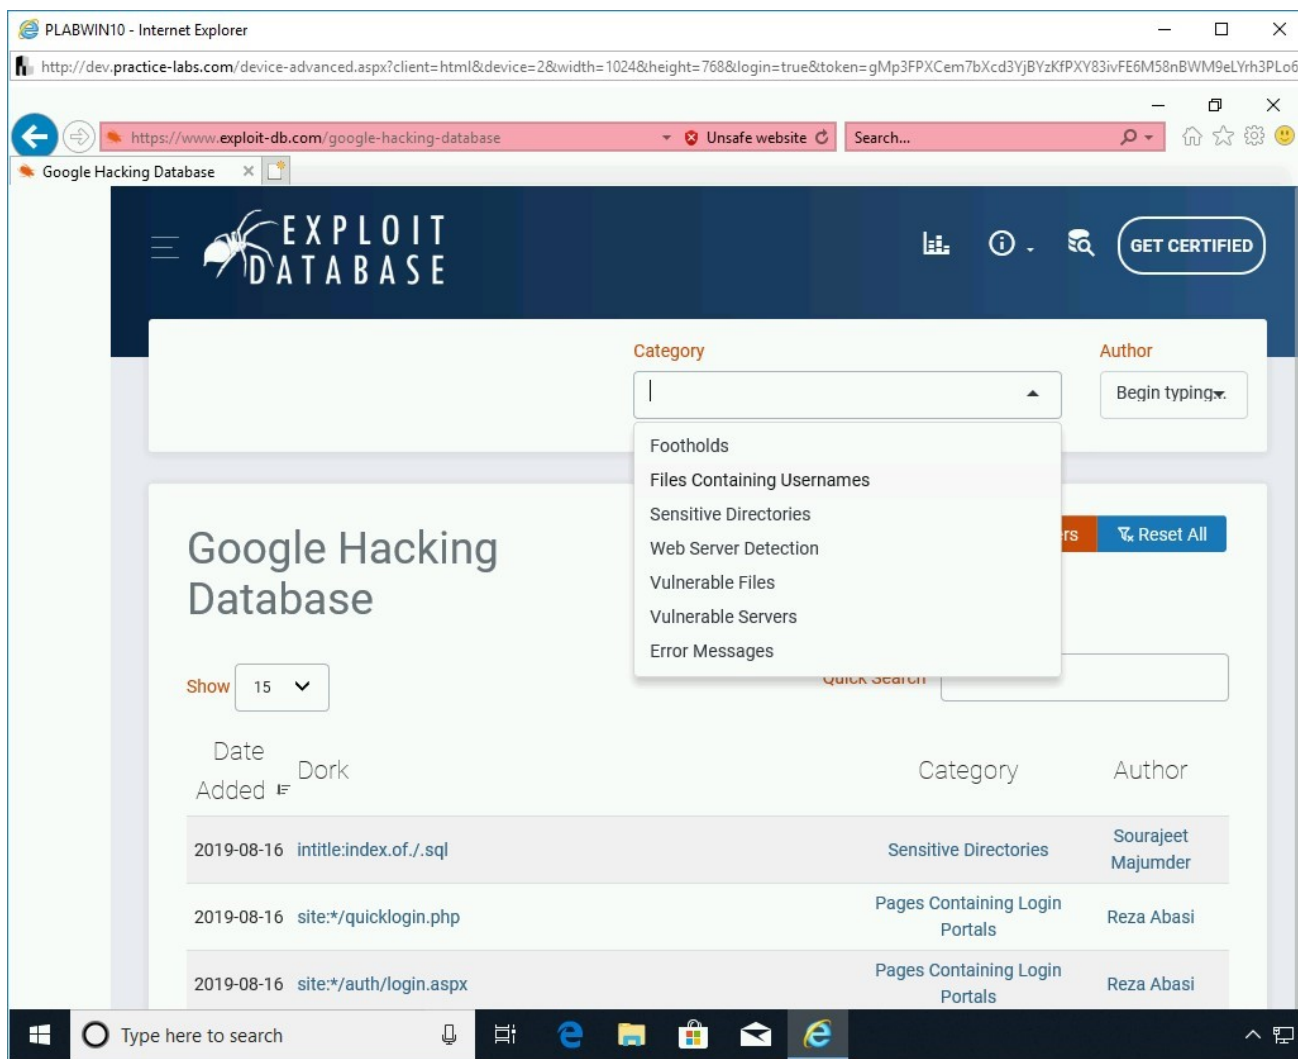 PLABWIN10 - Internet Explorer
http://dev.practice-labs.com/device-advanced.aspx?client=html&device=2&width=1024&height=768&login=true&token=gMp3FPXCem7bXcd3YjBYzKfPXY83ivFE6M58nBWM9eLYrh3PLo6
https://www.exploit-db.com/google-hacking-database Unsafe website Search...
Google Hacking Database
EXPLOIT
DATABASE
GET CERTIFIED
Category Author
Begin typing..
Footholds
Files Containing Usernames
Sensitive Directories
Web Server Detection
Vulnerable Files
Vulnerable Servers
Error Messages
Google Hacking
Database
rs Reset All
Show 15
Quick Search
Date
Added Dork Category Author
2019-08-16 intitle:index.of./.sql Sensitive Directories Sourajeet
Majumder
2019-08-16 site:*/quicklogin.php Pages Containing Login
Portals Reza Abasi
2019-08-16 site:*/auth/login.aspx Pages Containing Login
Portals Reza Abasi
Type here to search